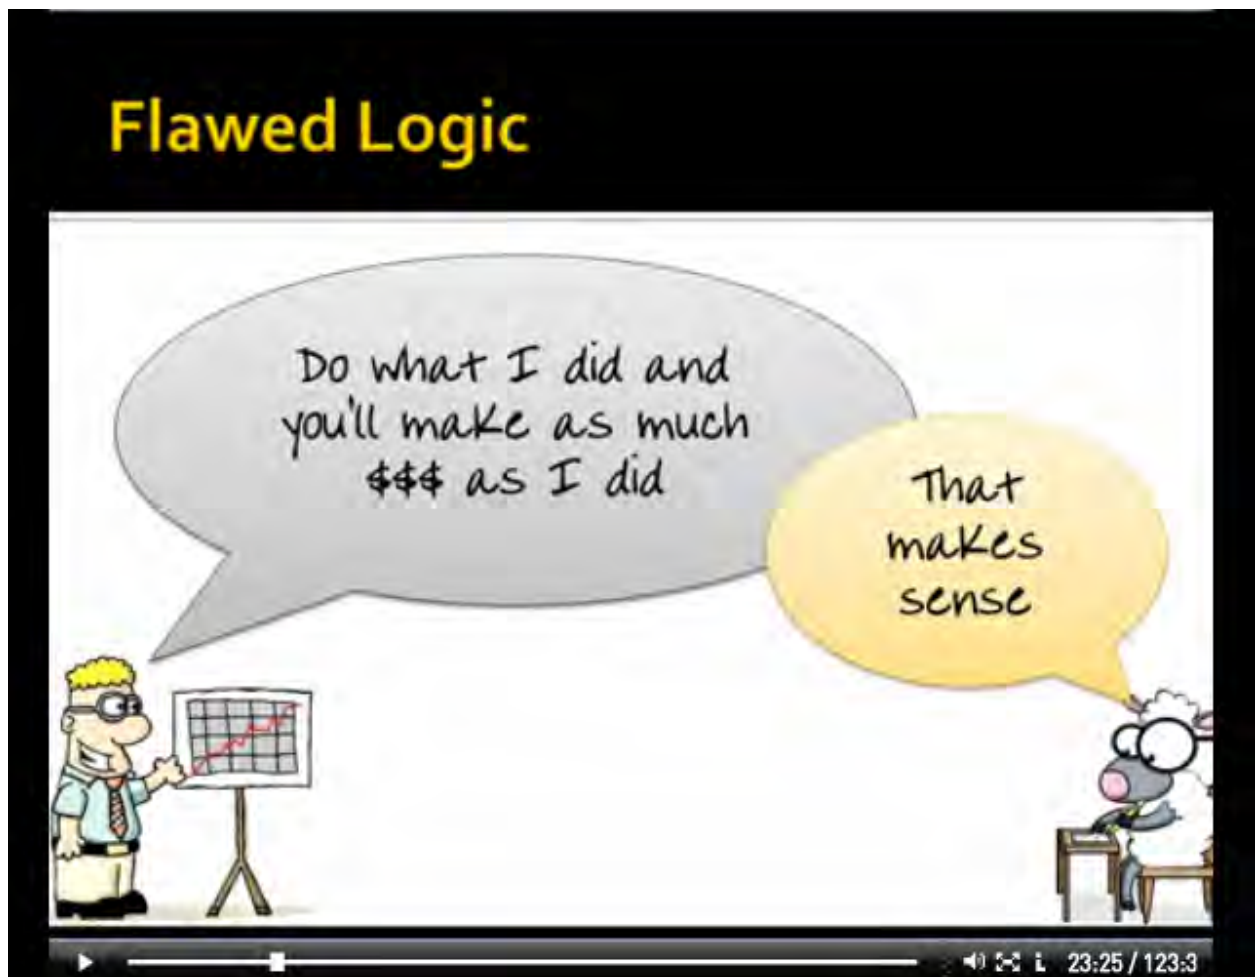 Flawed Logic
Do what I did and
you'll make as much
$$$ as I did
That
makes
sense
23:25 / 123:3